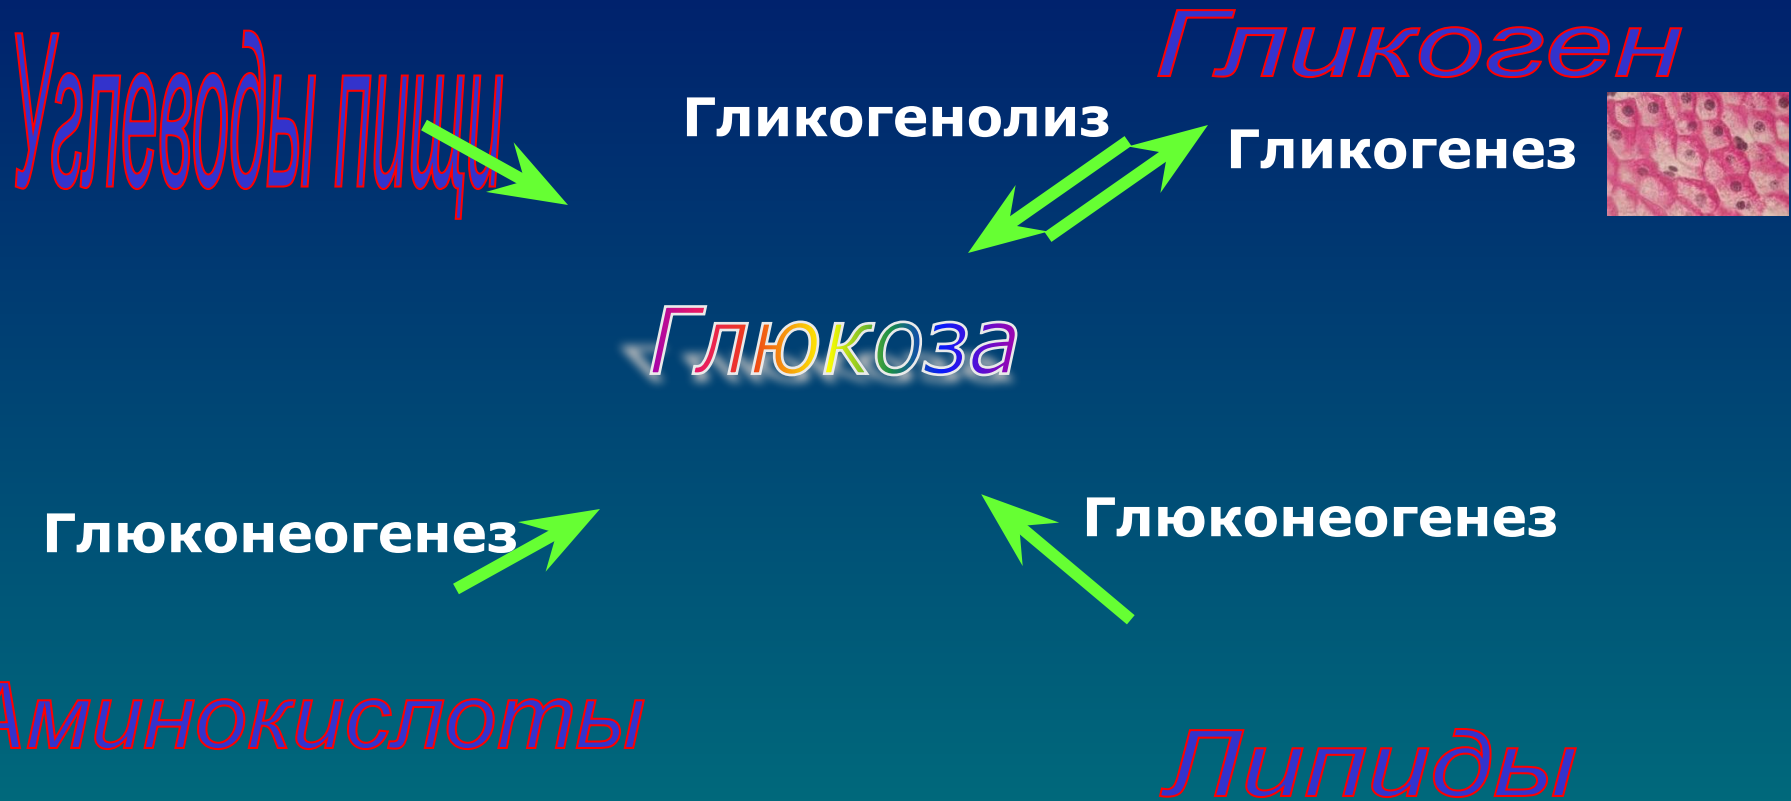 Углеводы пищи
Гликоген
Гликогенолиз
Гликогенез
Глюкоза
Глюконеогенез
Глюконеогенез
Аминокислоты
Липиды